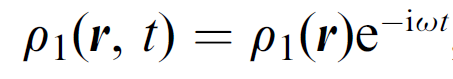 ρ₁(r, t) = ρ₁(r)e^{−iωt}